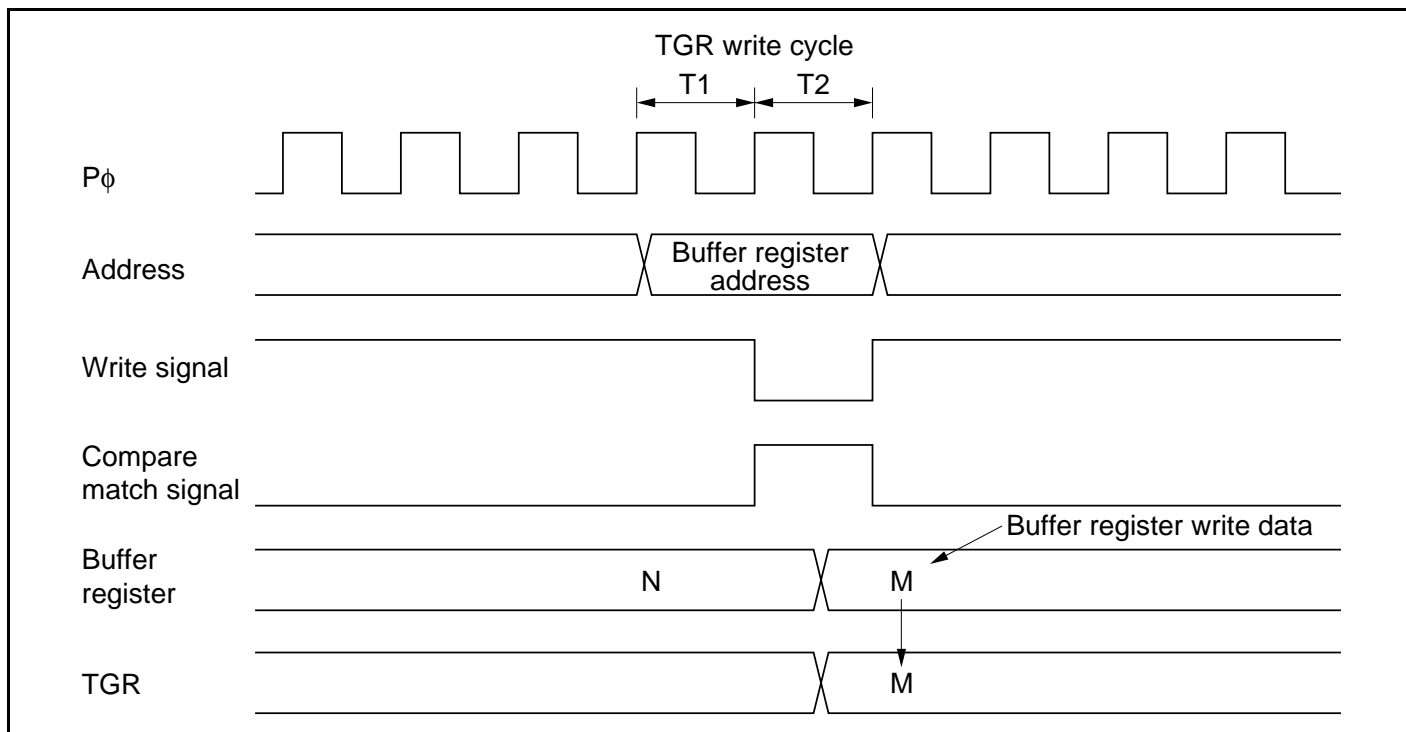 TGR write cycle
T1 T2
Pϕ
Address
Buffer register
address
Write signal
Compare
match signal
Buffer register write data
Buffer
register
N M
TGR
M